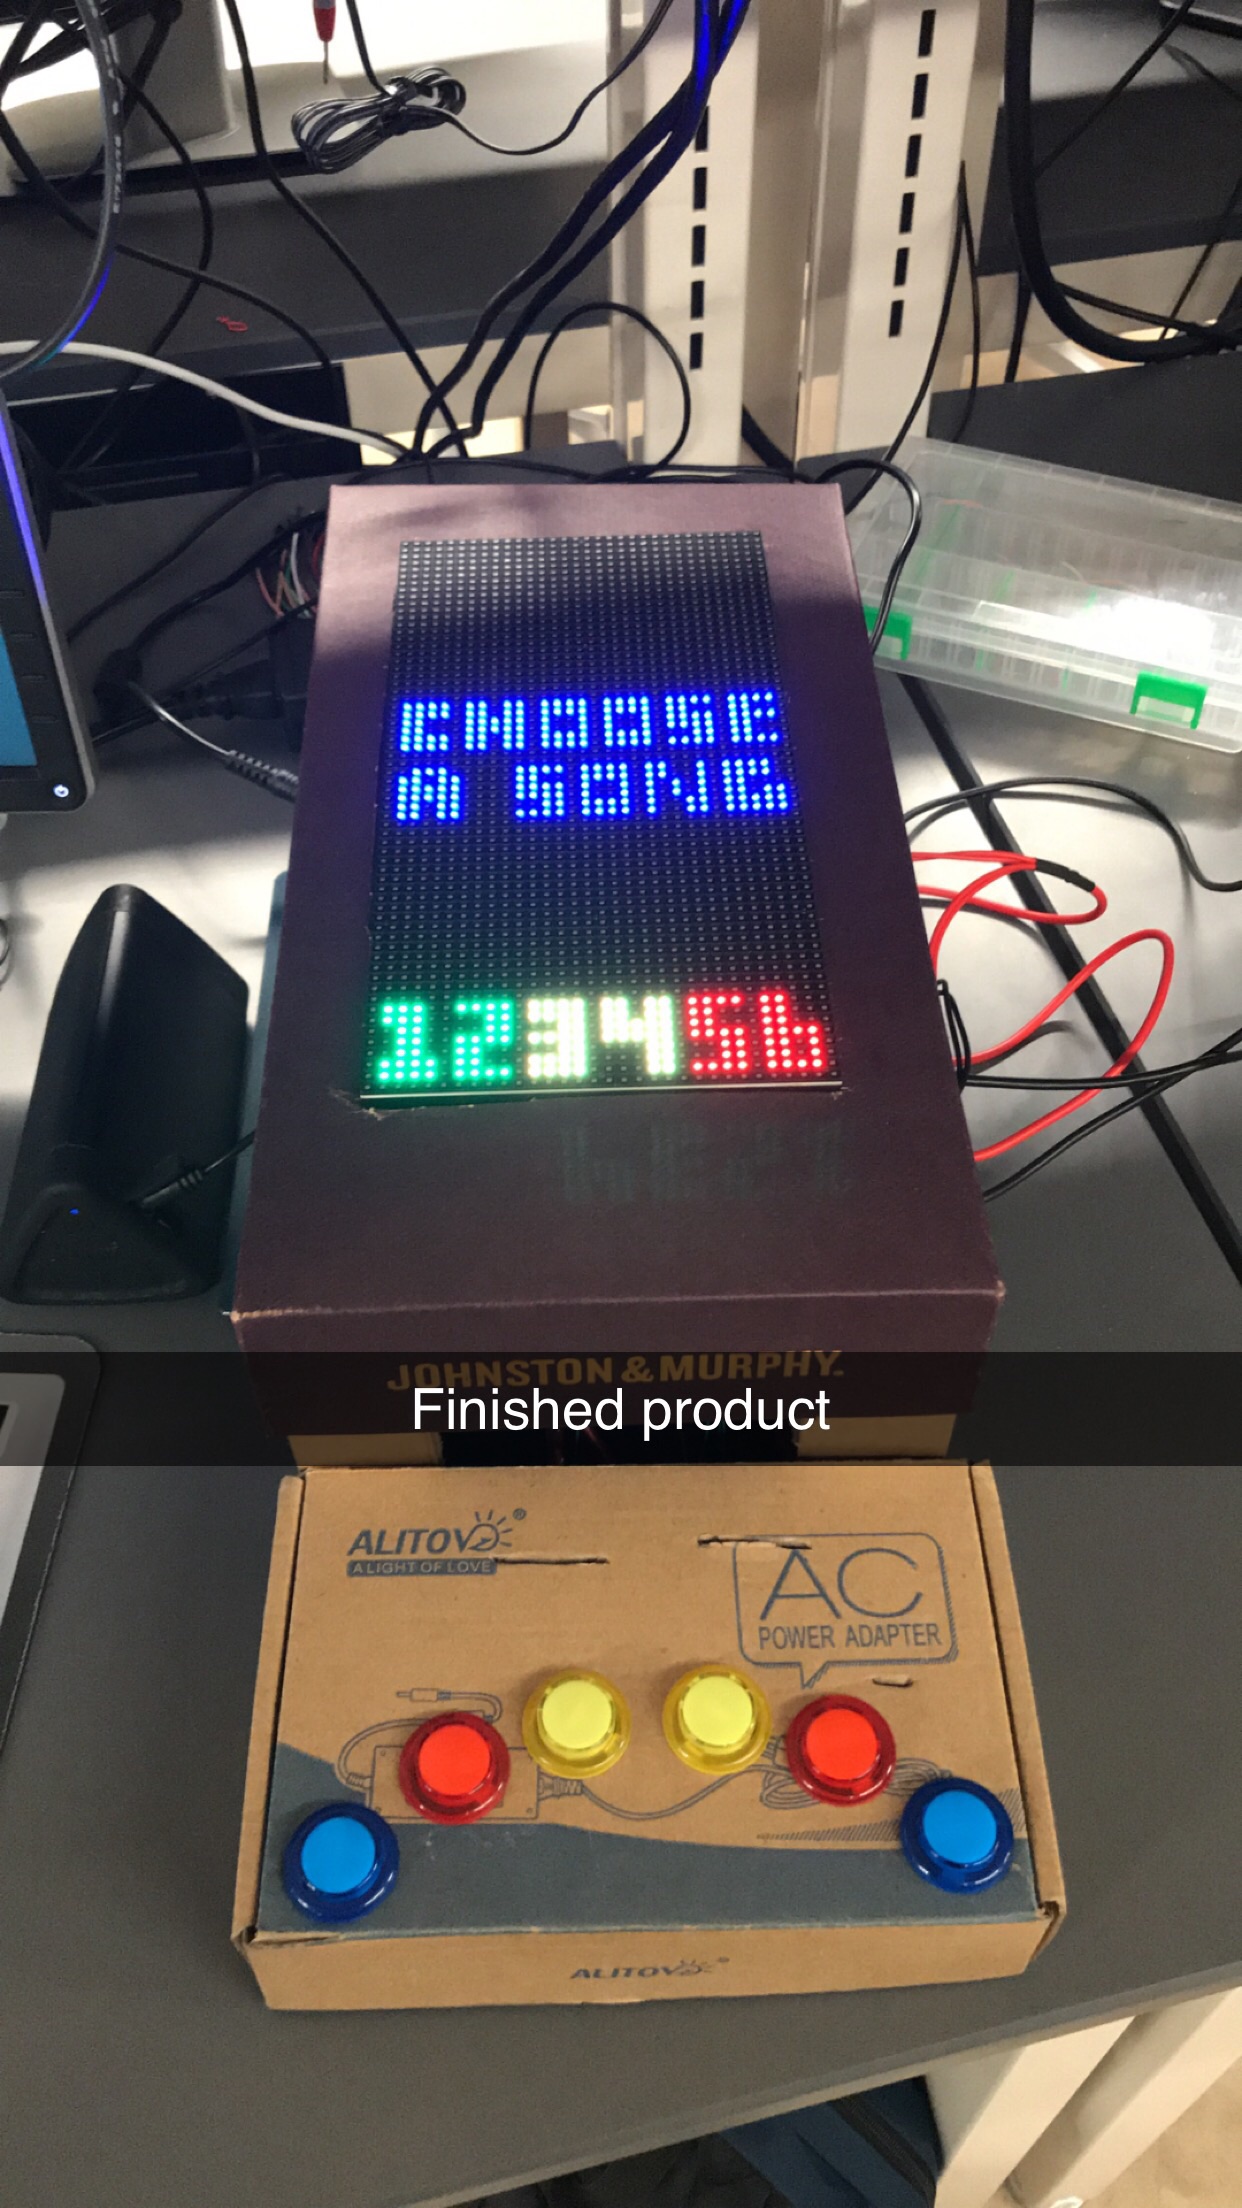 CHOOSE
A SONG
123456
JOHNSTON & MURPHY.
Finished product
ALITOVE®
A LIGHT OF LOVE
AC
POWER ADAPTER
ALITOVE®